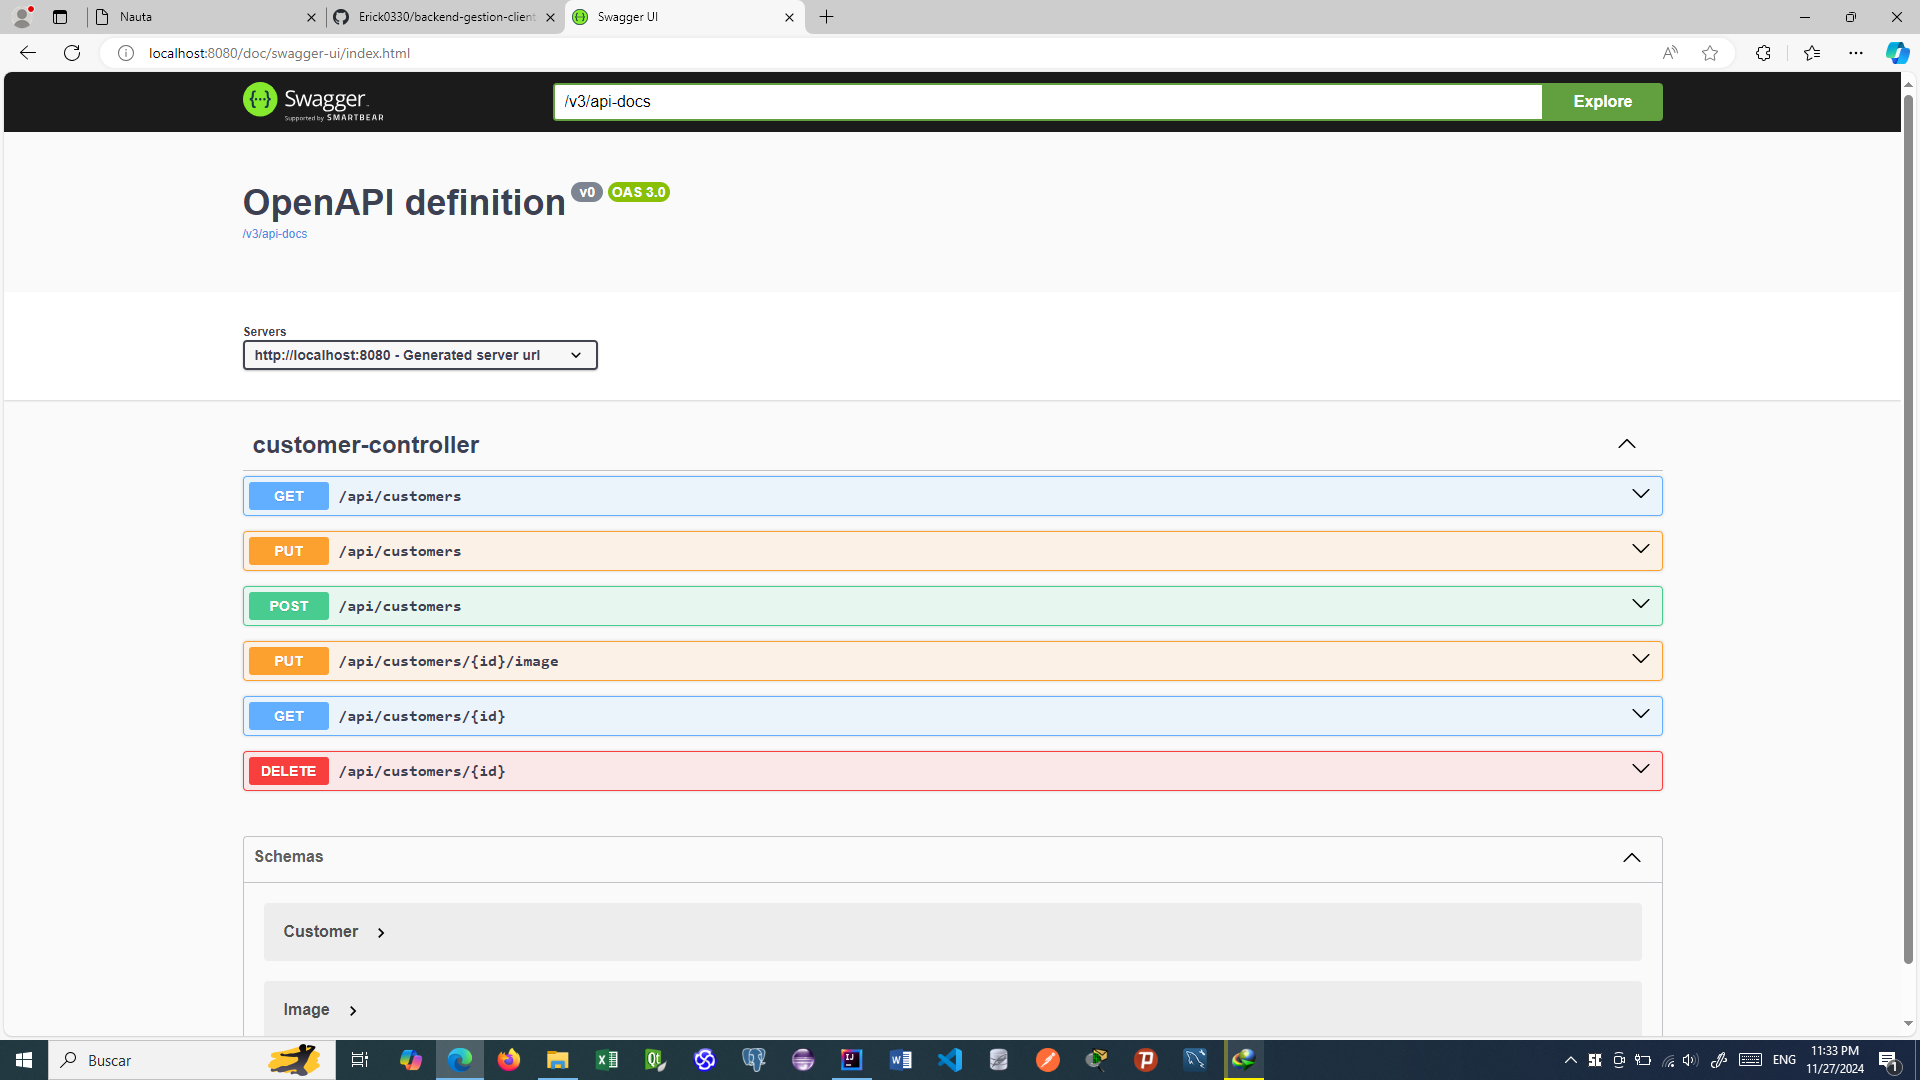 Nauta
Erick0330/backend-gestion-client
Swagger UI
localhost:8080/doc/swagger-ui/index.html
Swagger
Supported by SMARTBEAR
/v3/api-docs
Explore
OpenAPI definition v0 OAS 3.0
/v3/api-docs
Servers
http://localhost:8080 - Generated server url
customer-controller
GET /api/customers
PUT /api/customers
POST /api/customers
PUT /api/customers/{id}/image
GET /api/customers/{id}
DELETE /api/customers/{id}
Schemas
Customer
Image
Buscar
ENG
11:33 PM
11/27/2024
1